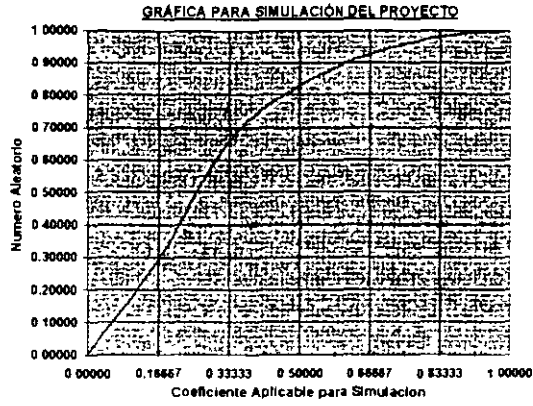 GRÁFICA PARA SIMULACIÓN DEL PROYECTO
1 00000
0 90000
0 80000
0 70000
0 60000
0 50000
0 40000
0 30000
0 20000
0 10000
0 00000
Numero Aleatorio
0 00000 0,16667 0 33333 0 50000 0 66667 0 83333 1 00000
Coeficiente Aplicable para Simulacion